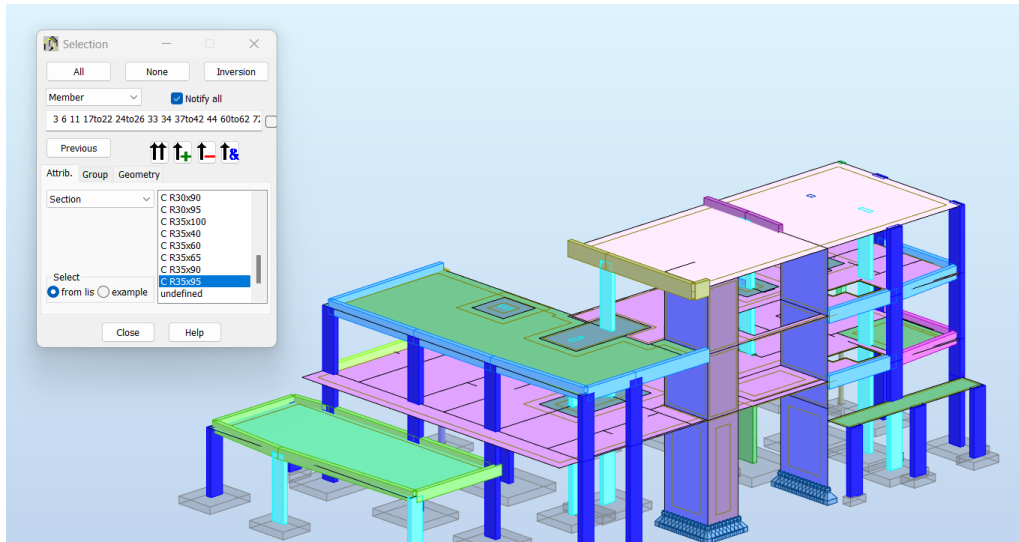 Selection
All None Inversion
Member Notify all
3 6 11 17to22 24to26 33 34 37to42 44 60to62
Previous &
Attrib. Group Geometry
Section
C R30x90
C R30x95
C R35x100
C R35x40
C R35x60
C R35x65
C R35x90
C R35x95
undefined
Select
from lis example
Close Help